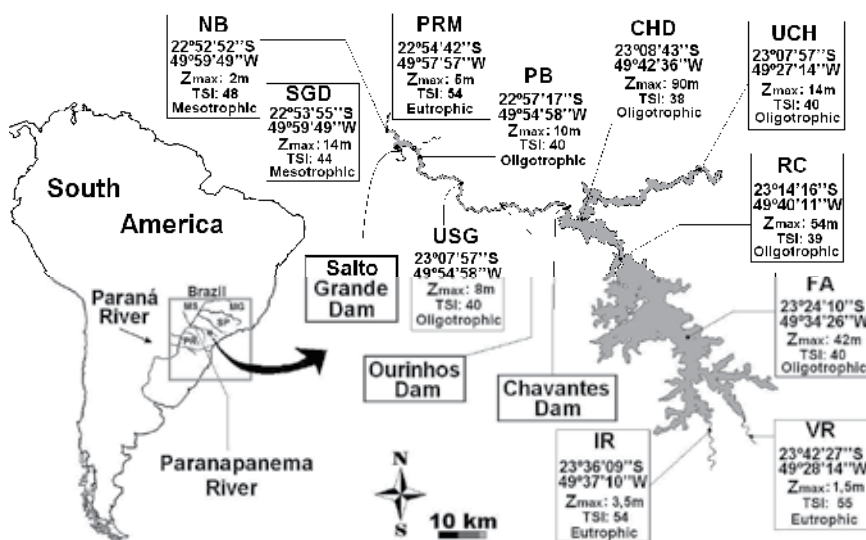 NB
22°52'52''S
49°59'49''W
Zmax: 2m
TSI: 48
Mesotrophic
SGD
22°53'55''S
49°59'49''W
Zmax: 14m
TSI: 44
Mesotrophic
PRM
22°54'42''S
49°57'57''W
Zmax: 5m
TSI: 54
Eutrophic
PB
22°57'17''S
49°54'58''W
Zmax: 10m
TSI: 40
Oligotrophic
CHD
23°08'43''S
49°42'36''W
Zmax: 90m
TSI: 38
Oligotrophic
UCH
23°07'57''S
49°27'14''W
Zmax: 14m
TSI: 40
Oligotrophic
RC
23°14'16''S
49°40'11''W
Zmax: 54m
TSI: 39
Oligotrophic
USG
23°07'57''S
49°54'58''W
Zmax: 8m
TSI: 40
Oligotrophic
FA
23°24'10''S
49°34'26''W
Zmax: 42m
TSI: 40
Oligotrophic
IR
23°36'09''S
49°37'10''W
Zmax: 3,5m
TSI: 54
Eutrophic
VR
23°42'27''S
49°28'14''W
Zmax: 1,5m
TSI: 55
Eutrophic
South
America
Salto
Grande
Dam
Ourinhos
Dam
Chavantes
Dam
Brazil
MS
MG
SP
PR
Paraná
River
Paranapanema
River
N
S
10 km